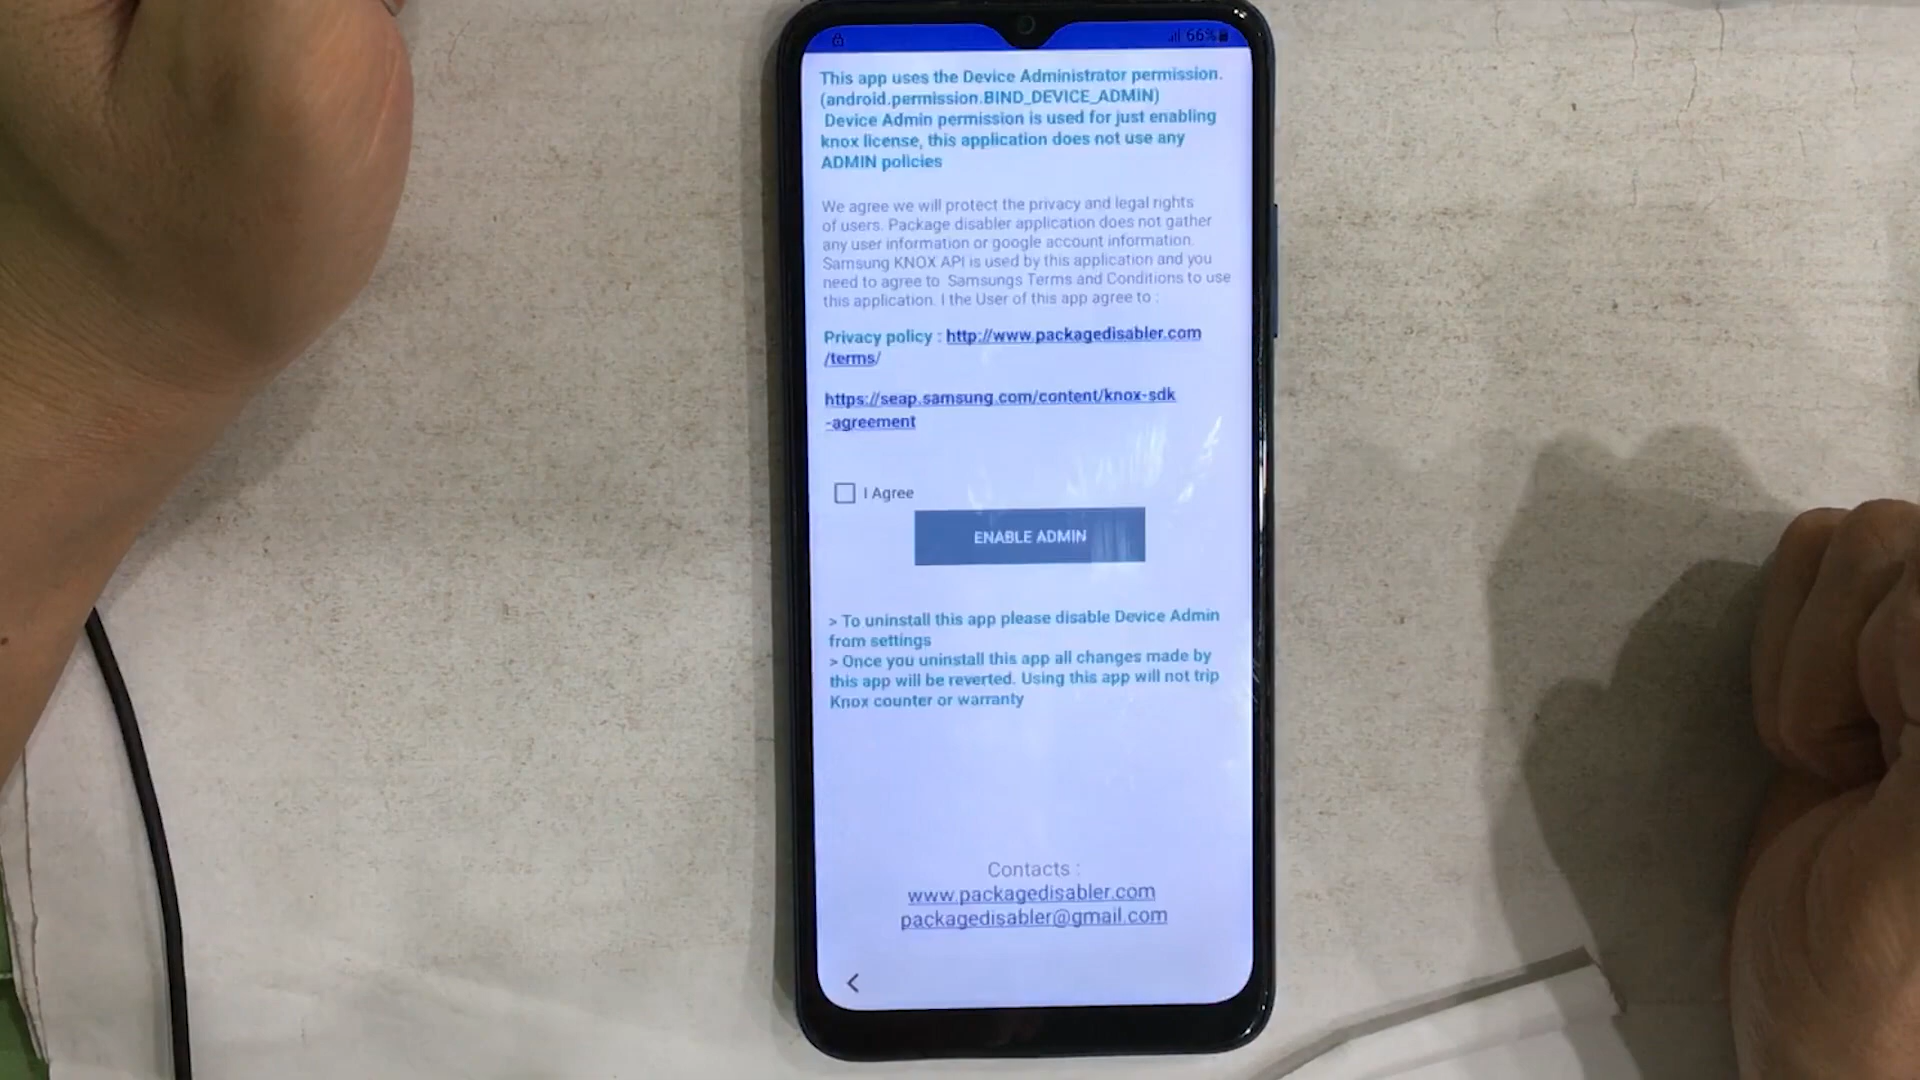 66%
This app uses the Device Administrator permission.
(android.permission.BIND_DEVICE_ADMIN)
Device Admin permission is used for just enabling
knox license, this application does not use any
ADMIN policies
We agree we will protect the privacy and legal rights
of users. Package disabler application does not gather
any user information or google account information.
Samsung KNOX API is used by this application and you
need to agree to Samsungs Terms and Conditions to use
this application. I the User of this app agree to :
Privacy policy : http://www.packagedisabler.com
/terms/
https://seap.samsung.com/content/knox-sdk
-agreement
I Agree
ENABLE ADMIN
> To uninstall this app please disable Device Admin
from settings
> Once you uninstall this app all changes made by
this app will be reverted. Using this app will not trip
Knox counter or warranty
Contacts :
www.packagedisabler.com
packagedisabler@gmail.com